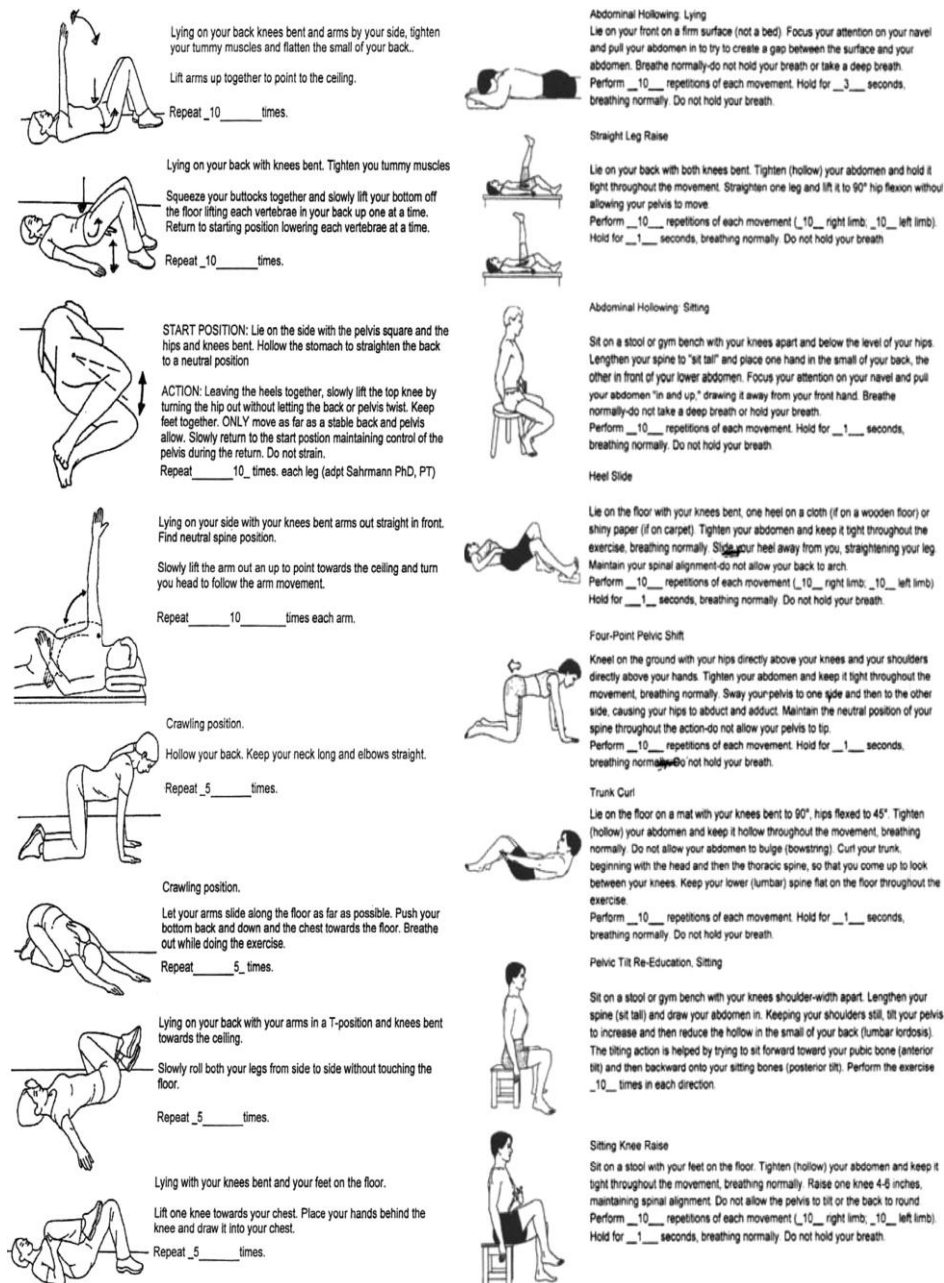 Lying on your back knees bent and arms by your side, tighten
your tummy muscles and flatten the small of your back..
Lift arms up together to point to the ceiling.
Repeat _10_______times.
Lying on your back with knees bent. Tighten you tummy muscles
Squeeze your buttocks together and slowly lift your bottom off
the floor lifting each vertebrae in your back up one at a time.
Return to starting position lowering each vertebrae at a time.
Repeat _10_______times.
START POSITION: Lie on the side with the pelvis square and the
hips and knees bent. Hollow the stomach to straighten the back
to a neutral position
ACTION: Leaving the heels together, slowly lift the top knee by
turning the hip out without letting the back or pelvis twist. Keep
feet together. ONLY move as far as a stable back and pelvis
allow. Slowly return to the start postion maintaining control of the
pelvis during the return. Do not strain.
Repeat_______10_ times. each leg (adpt Sahrmann PhD, PT)
Lying on your side with your knees bent arms out straight in front.
Find neutral spine position.
Slowly lift the arm out an up to point towards the ceiling and turn
you head to follow the arm movement.
Repeat _______10_______times each arm.
Crawling position.
Hollow your back. Keep your neck long and elbows straight.
Repeat _5_______times.
Crawling position.
Let your arms slide along the floor as far as possible. Push your
bottom back and down and the chest towards the floor. Breathe
out while doing the exercise.
Repeat_______5_ times.
Lying on your back with your arms in a T-position and knees bent
towards the ceiling.
Slowly roll both your legs from side to side without touching the
floor.
Repeat _5_______times.
Lying with your knees bent and your feet on the floor.
Lift one knee towards your chest. Place your hands behind the
knee and draw it into your chest.
Repeat _5_______times.
Abdominal Hollowing: Lying
Lie on your front on a firm surface (not a bed). Focus your attention on your navel
and pull your abdomen in to try to create a gap between the surface and your
abdomen. Breathe normally-do not hold your breath or take a deep breath.
Perform __10___ repetitions of each movement. Hold for __3___ seconds,
breathing normally. Do not hold your breath.
Straight Leg Raise
Lie on your back with both knees bent. Tighten (hollow) your abdomen and hold it
tight throughout the movement. Straighten one leg and lift it to 90° hip flexion without
allowing your pelvis to move.
Perform __10___ repetitions of each movement (_10__ right limb; _10__ left limb).
Hold for __1___ seconds, breathing normally. Do not hold your breath
Abdominal Hollowing: Sitting
Sit on a stool or gym bench with your knees apart and below the level of your hips.
Lengthen your spine to "sit tall" and place one hand in the small of your back, the
other in front of your lower abdomen. Focus your attention on your navel and pull
your abdomen "in and up," drawing it away from your front hand. Breathe
normally-do not take a deep breath or hold your breath.
Perform __10___ repetitions of each movement. Hold for __1___ seconds,
breathing normally. Do not hold your breath.
Heel Slide
Lie on the floor with your knees bent, one heel on a cloth (if on a wooden floor) or
shiny paper (if on carpet). Tighten your abdomen and keep it tight throughout the
exercise, breathing normally. Slide your heel away from you, straightening your leg.
Maintain your spinal alignment-do not allow your back to arch.
Perform __10___ repetitions of each movement (_10__ right limb; _10__ left limb)
Hold for ___1__ seconds, breathing normally. Do not hold your breath.
Four-Point Pelvic Shift
Kneel on the ground with your hips directly above your knees and your shoulders
directly above your hands. Tighten your abdomen and keep it tight throughout the
movement, breathing normally. Sway your pelvis to one side and then to the other
side, causing your hips to abduct and adduct. Maintain the neutral position of your
spine throughout the action-do not allow your pelvis to tip.
Perform __10___ repetitions of each movement. Hold for __1___ seconds,
breathing normally. Do not hold your breath.
Trunk Curl
Lie on the floor on a mat with your knees bent to 90°, hips flexed to 45°. Tighten
(hollow) your abdomen and keep it hollow throughout the movement, breathing
normally. Do not allow your abdomen to bulge (bowstring). Curl your trunk,
beginning with the head and then the thoracic spine, so that you come up to look
between your knees. Keep your lower (lumbar) spine flat on the floor throughout the
exercise.
Perform __10___ repetitions of each movement. Hold for __1___ seconds,
breathing normally. Do not hold your breath.
Pelvic Tilt Re-Education, Sitting
Sit on a stool or gym bench with your knees shoulder-width apart. Lengthen your
spine (sit tall) and draw your abdomen in. Keeping your shoulders still, tilt your pelvis
to increase and then reduce the hollow in the small of your back (lumbar lordosis).
The tilting action is helped by trying to sit forward toward your pubic bone (anterior
tilt) and then backward onto your sitting bones (posterior tilt). Perform the exercise
_10__ times in each direction.
Sitting Knee Raise
Sit on a stool with your feet on the floor. Tighten (hollow) your abdomen and keep it
tight throughout the movement, breathing normally. Raise one knee 4-6 inches,
maintaining spinal alignment. Do not allow the pelvis to tilt or the back to round.
Perform __10___ repetitions of each movement (_10__ right limb; _10__ left limb).
Hold for __1___ seconds, breathing normally. Do not hold your breath.